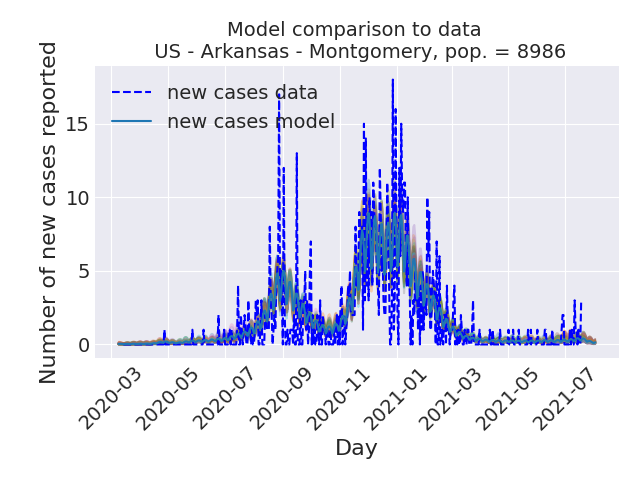 Model comparison to data
US - Arkansas - Montgomery, pop. = 8986
Number of new cases reported
new cases data
new cases model
15
10
5
0
2020-03
2020-05
2020-07
2020-09
2020-11
2021-01
2021-03
2021-05
2021-07
Day